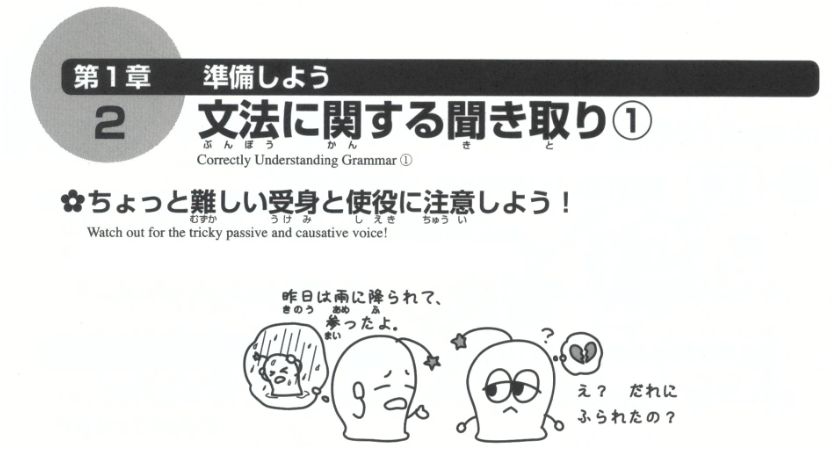 第1章 準備しよう
2 文法に関する聞き取り①
ぶんぽう かん き と
Correctly Understanding Grammar ①
✿ちょっと難しい受身と使役に注意しよう！
むずか うけ み し えき ちゅう い
Watch out for the tricky passive and causative voice!
昨日は雨に降られて、
きのう あめ ふ
参ったよ。
まい
?
え？ だれに
ふられたの？